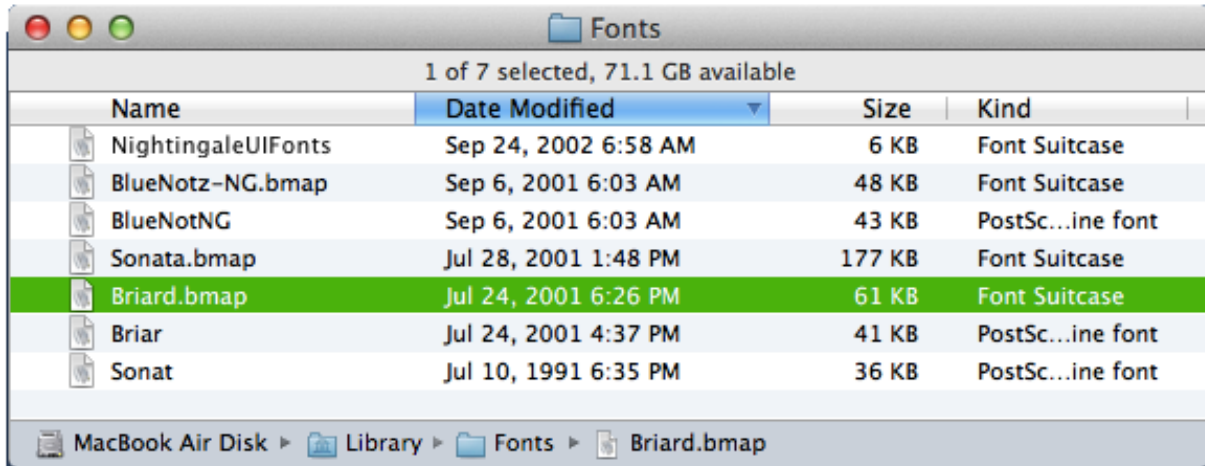 Fonts
1 of 7 selected, 71.1 GB available
Name Date Modified Size Kind
NightingaleUIFonts Sep 24, 2002 6:58 AM 6 KB Font Suitcase
BlueNotz-NG.bmap Sep 6, 2001 6:03 AM 48 KB Font Suitcase
BlueNotNG Sep 6, 2001 6:03 AM 43 KB PostSc...ine font
Sonata.bmap Jul 28, 2001 1:48 PM 177 KB Font Suitcase
Briard.bmap Jul 24, 2001 6:26 PM 61 KB Font Suitcase
Briar Jul 24, 2001 4:37 PM 41 KB PostSc...ine font
Sonat Jul 10, 1991 6:35 PM 36 KB PostSc...ine font
MacBook Air Disk ▸ Library ▸ Fonts ▸ Briard.bmap